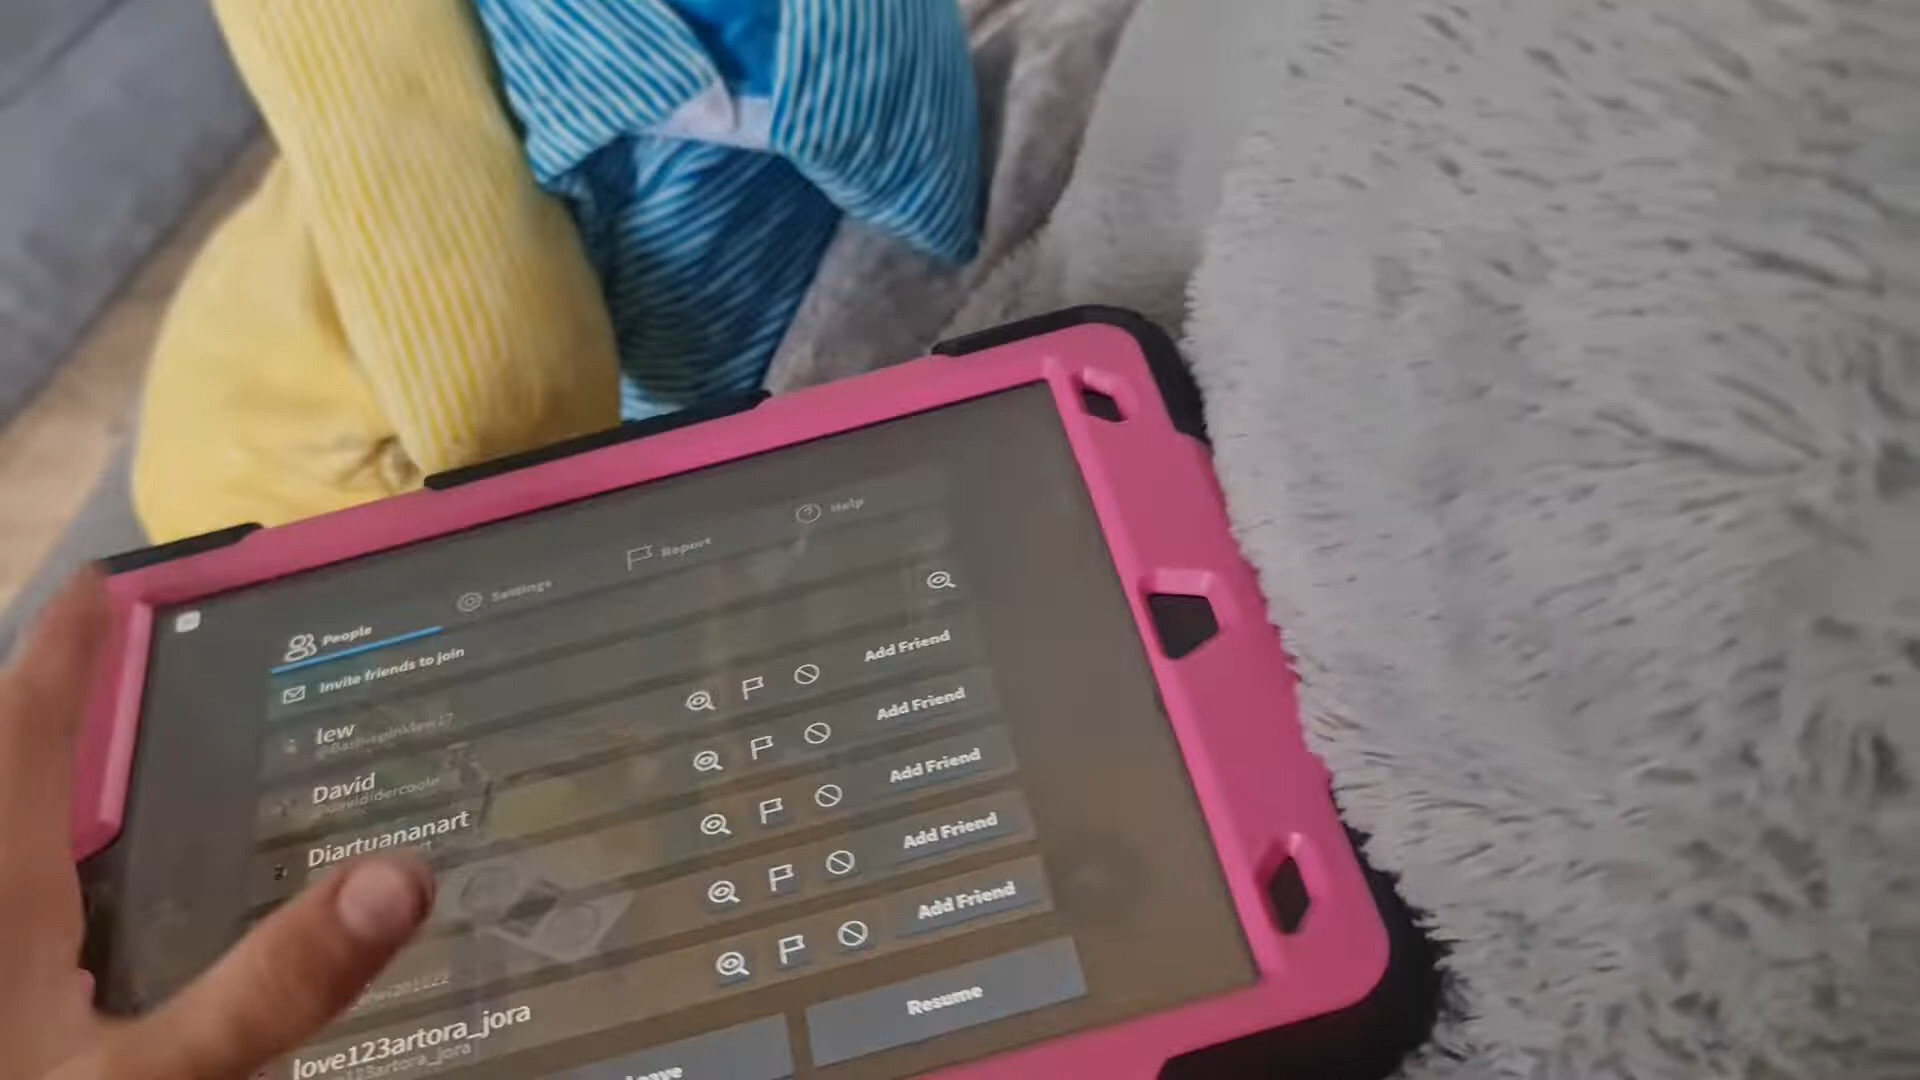 Help
Report
Settings
People
Invite friends to join
lew
Add Friend
David
Add Friend
Diartuananart
Add Friend
Add Friend
Add Friend
love123artora_jora
Resume